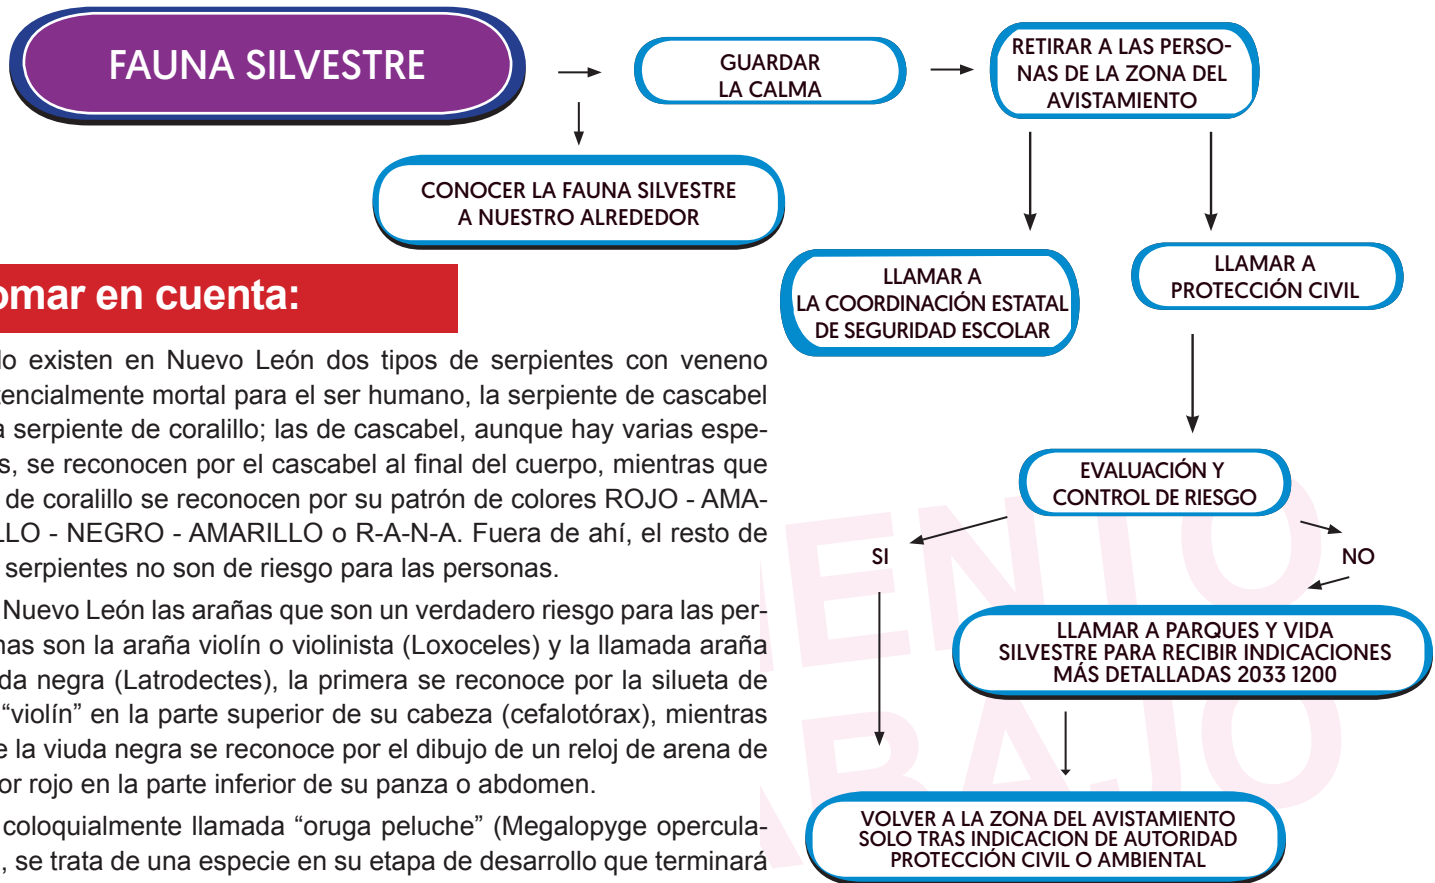 FAUNA SILVESTRE
GUARDAR
LA CALMA
RETIRAR A LAS PERSO-
NAS DE LA ZONA DEL
AVISTAMIENTO
CONOCER LA FAUNA SILVESTRE
A NUESTRO ALREDEDOR
LLAMAR A
LA COORDINACIÓN ESTATAL
DE SEGURIDAD ESCOLAR
LLAMAR A
PROTECCIÓN CIVIL
EVALUACIÓN Y
CONTROL DE RIESGO
SI
NO
LLAMAR A PARQUES Y VIDA
SILVESTRE PARA RECIBIR INDICACIONES
MÁS DETALLADAS 2033 1200
VOLVER A LA ZONA DEL AVISTAMIENTO
SOLO TRAS INDICACION DE AUTORIDAD
PROTECCIÓN CIVIL O AMBIENTAL
omar en cuenta:
lo existen en Nuevo León dos tipos de serpientes con veneno
tencialmente mortal para el ser humano, la serpiente de cascabel
a serpiente de coralillo; las de cascabel, aunque hay varias espe-
s, se reconocen por el cascabel al final del cuerpo, mientras que
de coralillo se reconocen por su patrón de colores ROJO - AMA-
LLO - NEGRO - AMARILLO o R-A-N-A. Fuera de ahí, el resto de
serpientes no son de riesgo para las personas.
Nuevo León las arañas que son un verdadero riesgo para las per-
nas son la araña violín o violinista (Loxoceles) y la llamada araña
da negra (Latrodectes), la primera se reconoce por la silueta de
"violín" en la parte superior de su cabeza (cefalotórax), mientras
e la viuda negra se reconoce por el dibujo de un reloj de arena de
or rojo en la parte inferior de su panza o abdomen.
coloquialmente llamada "oruga peluche" (Megalopyge opercula-
, se trata de una especie en su etapa de desarrollo que terminará
MENTO
BAJO